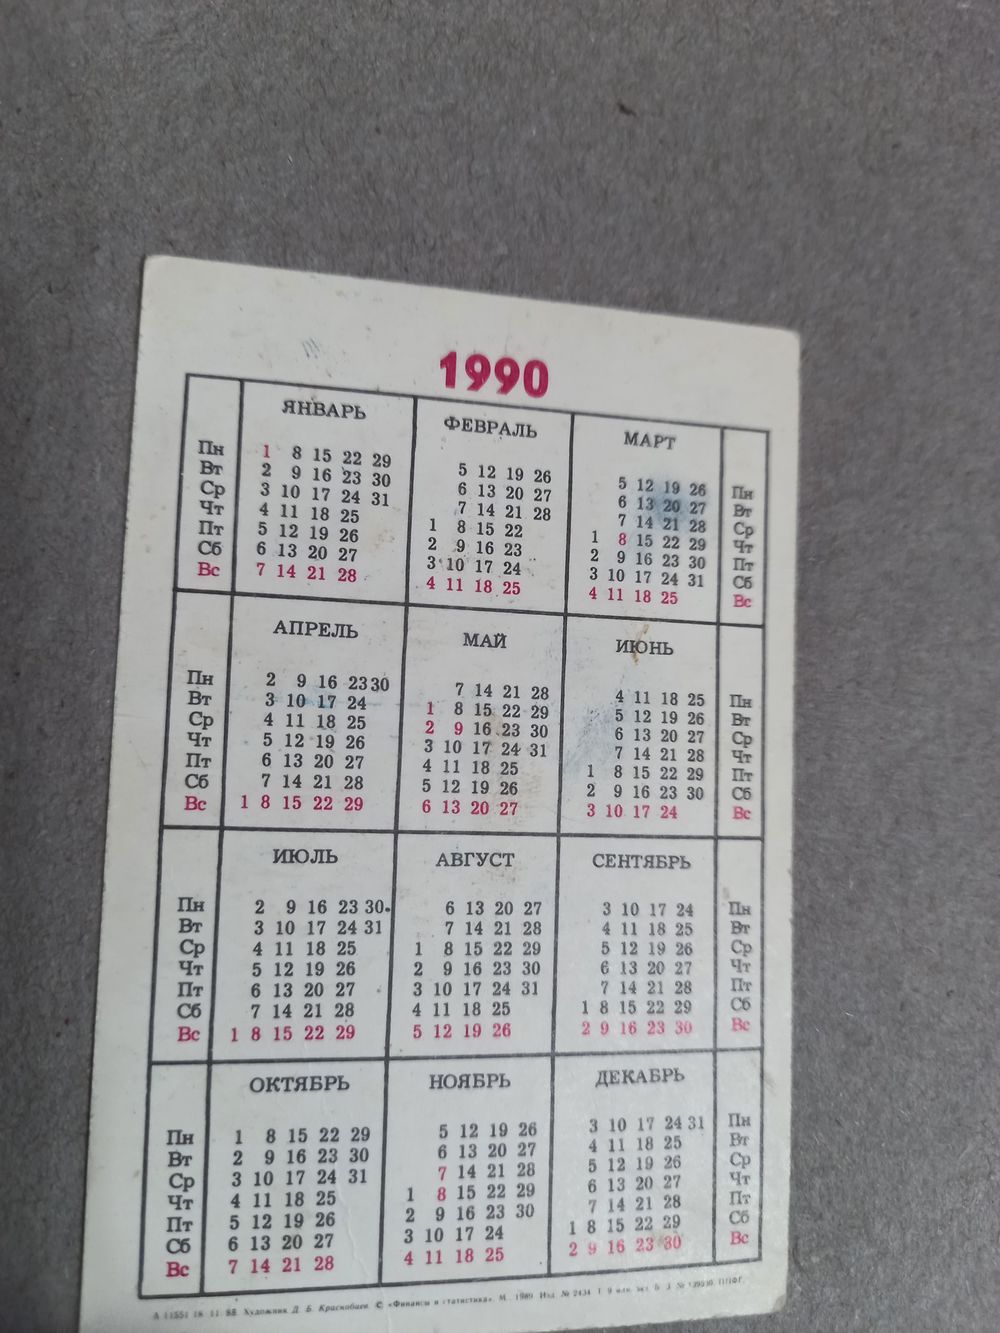 1990
ЯНВАРЬ ФЕВРАЛЬ МАРТ
Пн 1 8 15 22 29 5 12 19 26 5 12 19 26 Пн
Вт 2 9 16 23 30 6 13 20 27 6 13 20 27 Вт
Ср 3 10 17 24 31 7 14 21 28 7 14 21 28 Ср
Чт 4 11 18 25 1 8 15 22 1 8 15 22 29 Чт
Пт 5 12 19 26 2 9 16 23 2 9 16 23 30 Пт
Сб 6 13 20 27 3 10 17 24 3 10 17 24 31 Сб
Вс 7 14 21 28 4 11 18 25 4 11 18 25 Вс
АПРЕЛЬ МАЙ ИЮНЬ
Пн 2 9 16 23 30 7 14 21 28 4 11 18 25 Пн
Вт 3 10 17 24 1 8 15 22 29 5 12 19 26 Вт
Ср 4 11 18 25 2 9 16 23 30 6 13 20 27 Ср
Чт 5 12 19 26 3 10 17 24 31 7 14 21 28 Чт
Пт 6 13 20 27 4 11 18 25 1 8 15 22 29 Пт
Сб 7 14 21 28 5 12 19 26 2 9 16 23 30 Сб
Вс 1 8 15 22 29 6 13 20 27 3 10 17 24 Вс
ИЮЛЬ АВГУСТ СЕНТЯБРЬ
Пн 2 9 16 23 30 6 13 20 27 3 10 17 24 Пн
Вт 3 10 17 24 31 7 14 21 28 4 11 18 25 Вт
Ср 4 11 18 25 1 8 15 22 29 5 12 19 26 Ср
Чт 5 12 19 26 2 9 16 23 30 6 13 20 27 Чт
Пт 6 13 20 27 3 10 17 24 31 7 14 21 28 Пт
Сб 7 14 21 28 4 11 18 25 1 8 15 22 29 Сб
Вс 1 8 15 22 29 5 12 19 26 2 9 16 23 30 Вс
ОКТЯБРЬ НОЯБРЬ ДЕКАБРЬ
Пн 1 8 15 22 29 5 12 19 26 3 10 17 24 31 Пн
Вт 2 9 16 23 30 6 13 20 27 4 11 18 25 Вт
Ср 3 10 17 24 31 7 14 21 28 5 12 19 26 Ср
Чт 4 11 18 25 1 8 15 22 29 6 13 20 27 Чт
Пт 5 12 19 26 2 9 16 23 30 7 14 21 28 Пт
Сб 6 13 20 27 3 10 17 24 1 8 15 22 29 Сб
Вс 7 14 21 28 4 11 18 25 2 9 16 23 30 Вс
18 11 88 Художник Д. Б. Краснобаев © «Финансы и статистика». М. 1989 Изд. № 2434